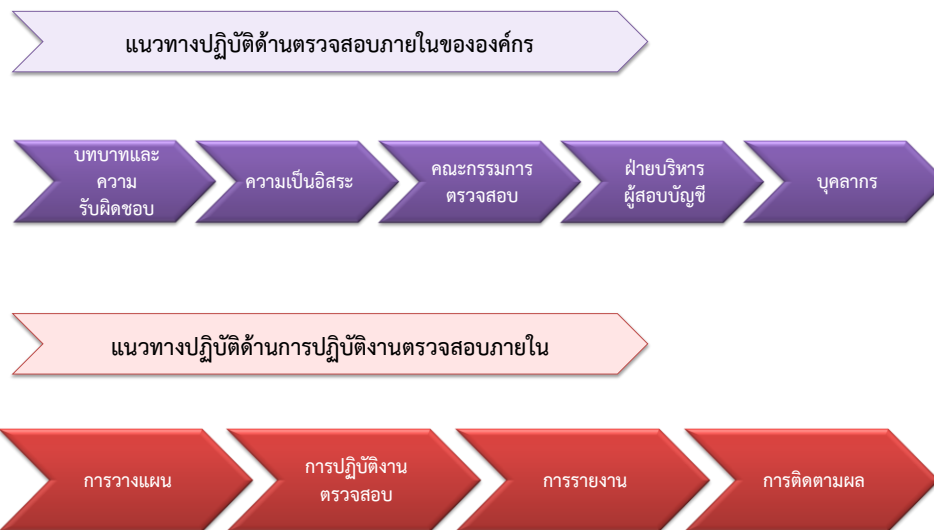 แนวทางปฏิบัติด้านตรวจสอบภายในขององค์กร
บทบาทและ
ความ
รับผิดชอบ
ความเป็นอิสระ
คณะกรรมการ
ตรวจสอบ
ฝ่ายบริหาร
ผู้สอบบัญชี
บุคลากร
แนวทางปฏิบัติด้านการปฏิบัติงานตรวจสอบภายใน
การวางแผน
การปฏิบัติงาน
ตรวจสอบ
การรายงาน
การติดตามผล